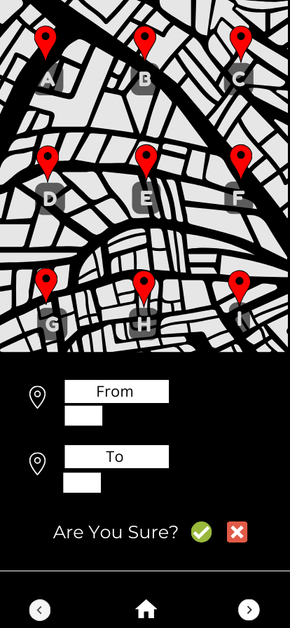 A B C
D E F
G H I
From
To
Are You Sure?